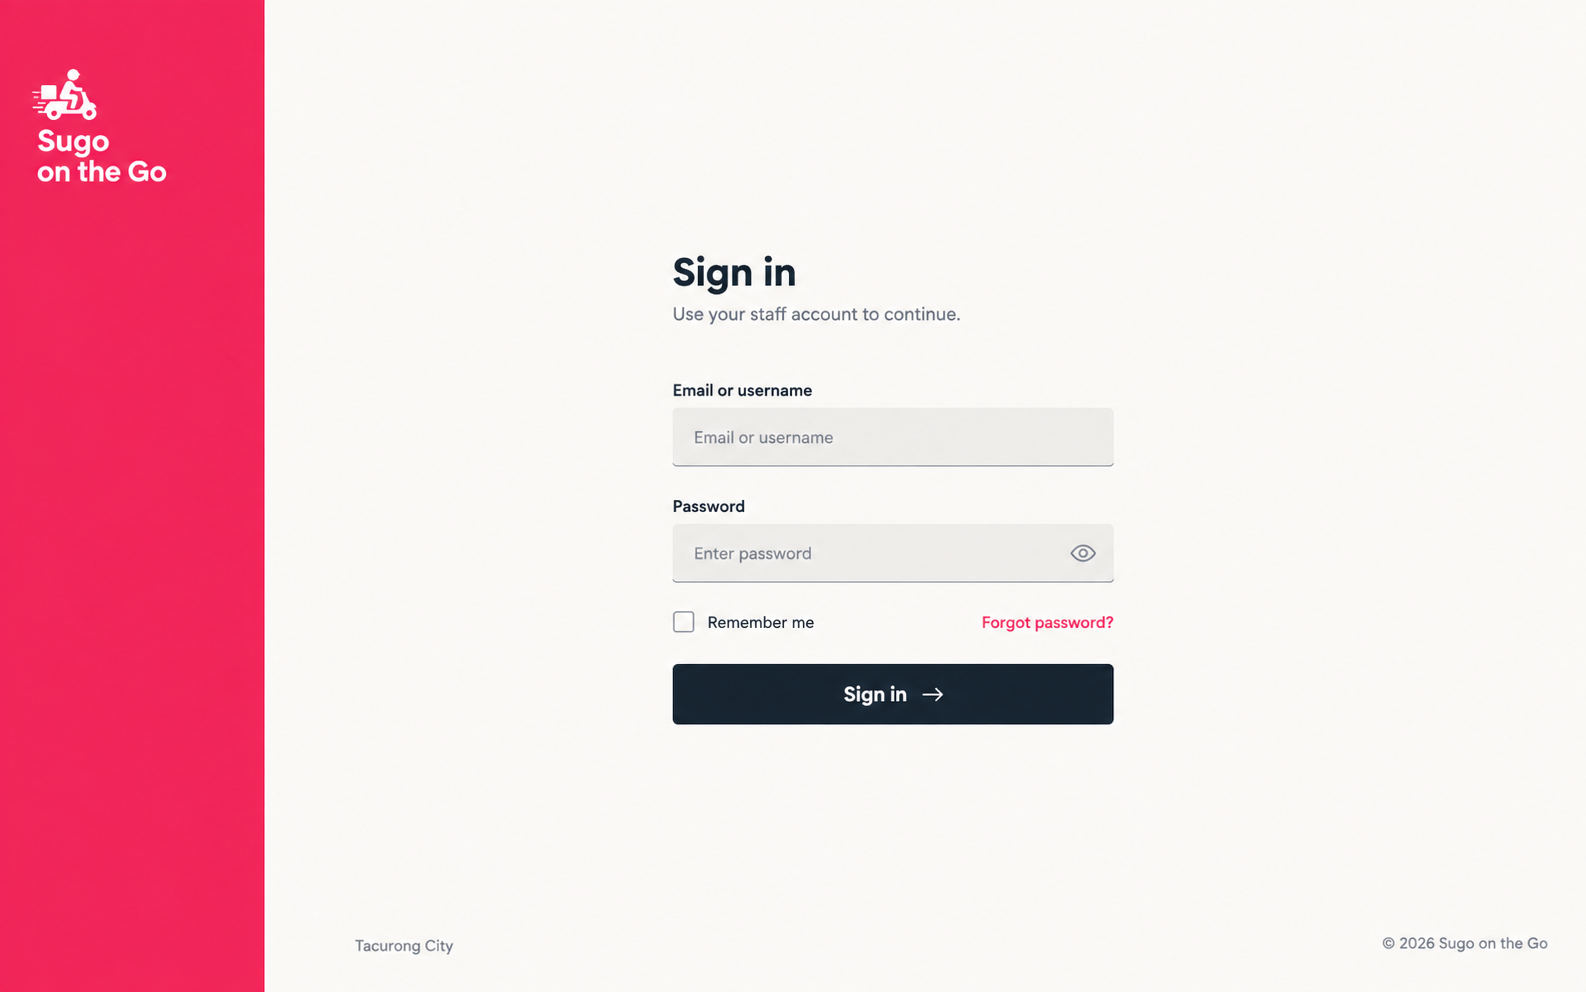 Sugo
on the Go
Sign in
Use your staff account to continue.
Email or username
Email or username
Password
Enter password
Remember me
Forgot password?
Sign in →
Tacurong City
© 2026 Sugo on the Go